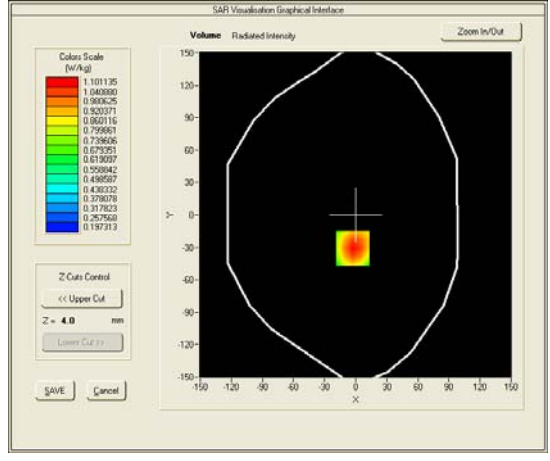 SAR Visualisation Graphical Interface
Volume Radiated Intensity
Zoom In/Out
Colors Scale
(W/kg)
1.101135
1.040880
0.980625
0.920371
0.860116
0.799861
0.739606
0.679351
0.619097
0.558842
0.498587
0.438332
0.378078
0.317823
0.257568
0.197313
Z Cuts Control
<< Upper Cut
Z = 4.0 mm
Lower Cut >>
SAVE Cancel
150
120
90
60
30
0
-30
-60
-90
-120
-150
Y
-150 -120 -90 -60 -30 0 30 60 90 120 150
X